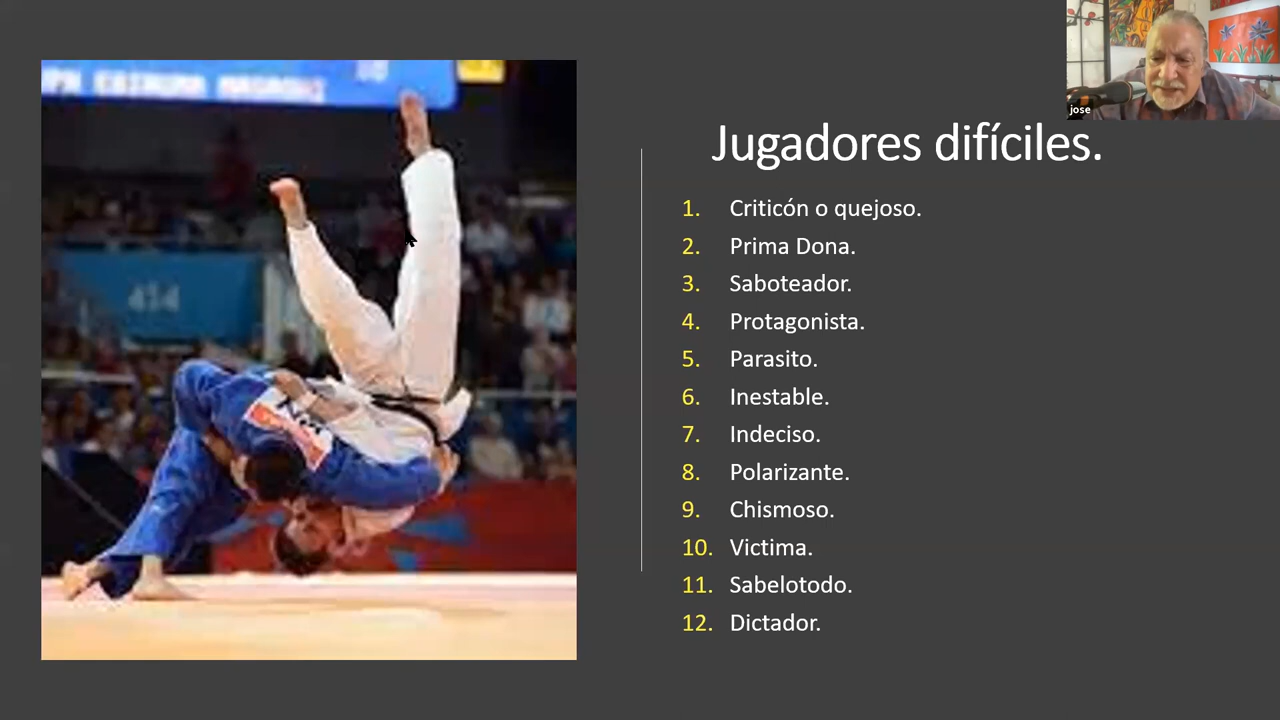 jose
Jugadores difíciles.
1. Criticón o quejoso.
2. Prima Dona.
3. Saboteador.
4. Protagonista.
5. Parasito.
6. Inestable.
7. Indeciso.
8. Polarizante.
9. Chismoso.
10. Victima.
11. Sabelotodo.
12. Dictador.
414